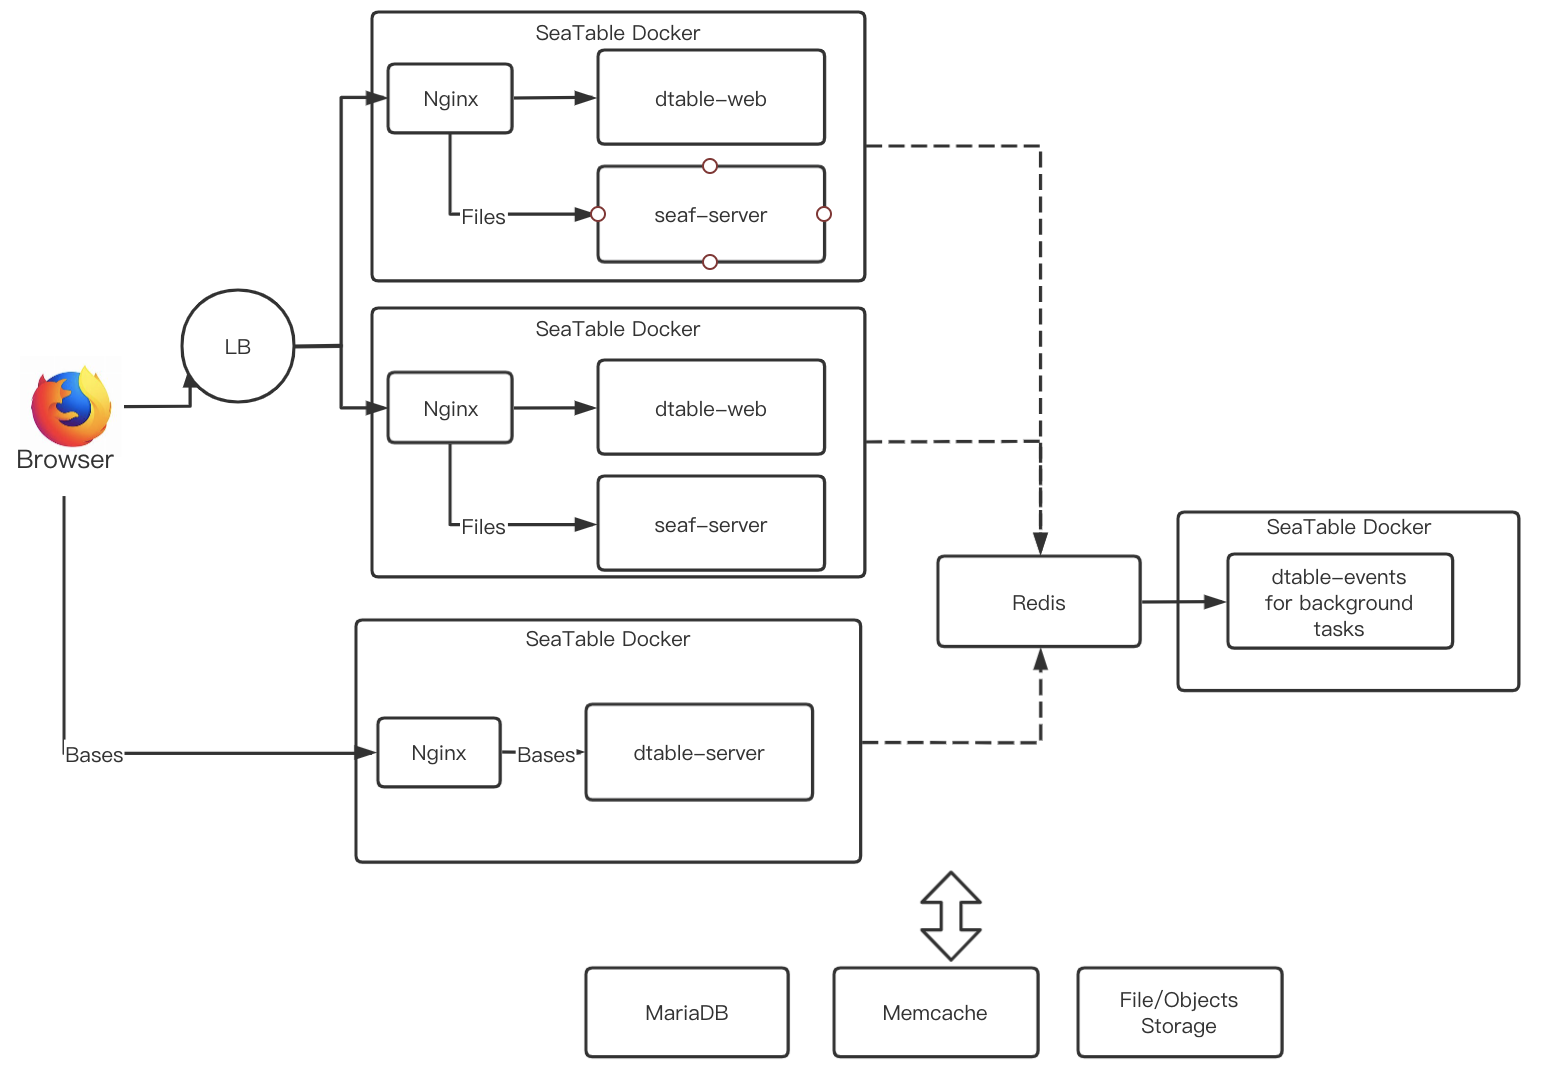 SeaTable Docker
Nginx
dtable-web
Files
seaf-server
LB
Browser
SeaTable Docker
Nginx
dtable-web
Files
seaf-server
SeaTable Docker
Bases
Nginx
Bases
dtable-server
Redis
SeaTable Docker
dtable-events
for background
tasks
MariaDB
Memcache
File/Objects
Storage